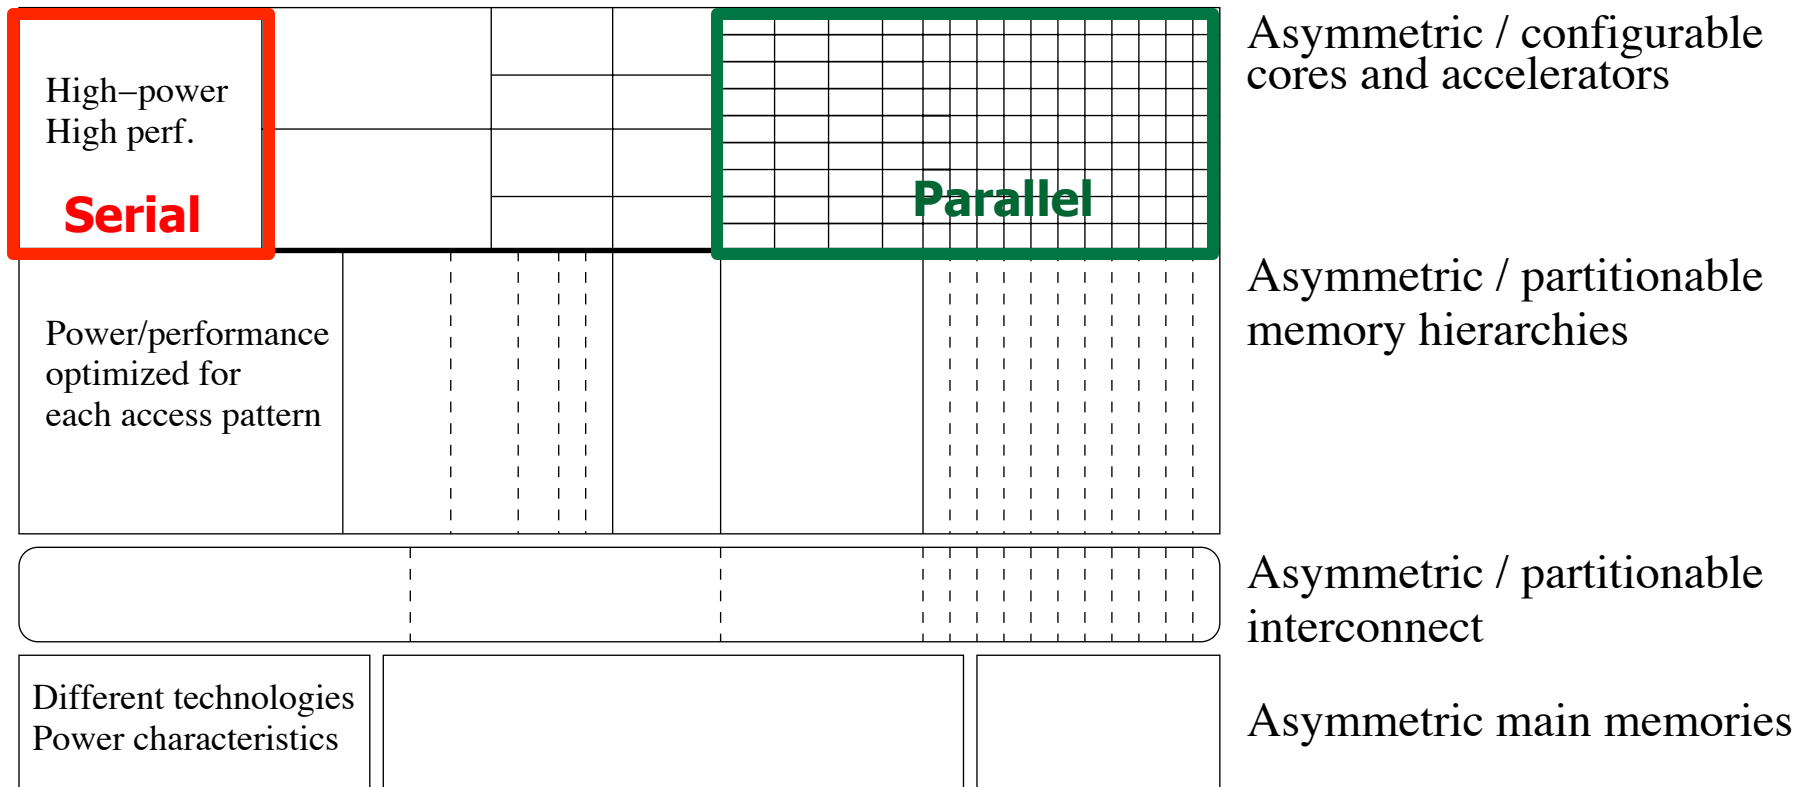 High−power
High perf.
Serial
Parallel
Asymmetric / configurable
cores and accelerators
Power/performance
optimized for
each access pattern
Asymmetric / partitionable
memory hierarchies
Asymmetric / partitionable
interconnect
Different technologies
Power characteristics
Asymmetric main memories